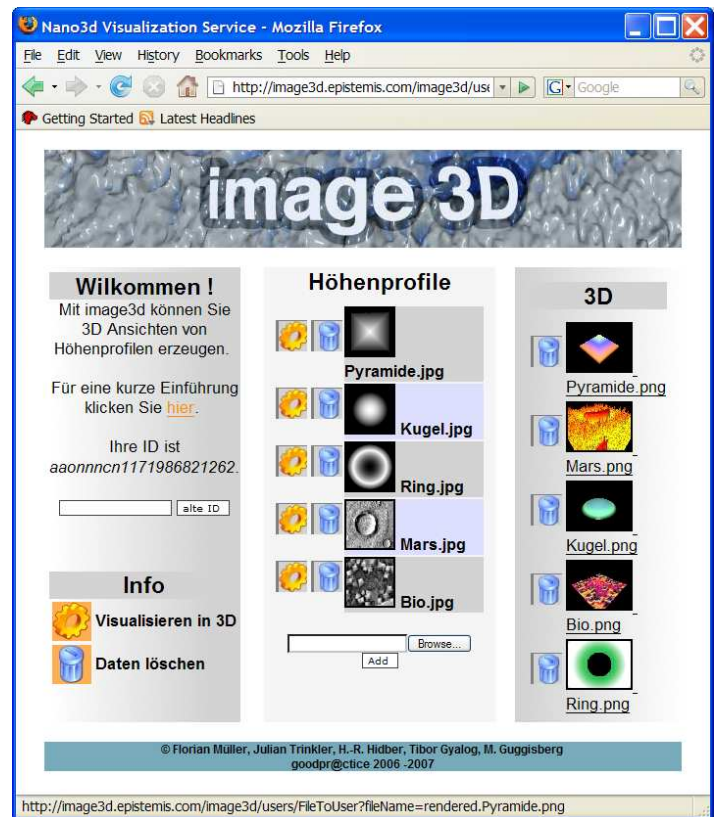 Nano3d Visualization Service - Mozilla Firefox
File Edit View History Bookmarks Tools Help
http://image3d.epistemis.com/image3d/use
G Google
Getting Started Latest Headlines
image 3D
Wilkommen !
Mit image3d können Sie
3D Ansichten von
Höhenprofilen erzeugen.
Für eine kurze Einführung
klicken Sie hier.
Ihre ID ist
aaonnncn1171986821262.
alte ID
Info
Visualisieren in 3D
Daten löschen
Höhenprofile
Pyramide.jpg
Kugel.jpg
Ring.jpg
Mars.jpg
Bio.jpg
Browse...
Add
3D
Pyramide.png
Mars.png
Kugel.png
Bio.png
Ring.png
© Florian Müller, Julian Trinkler, H.-R. Hidber, Tibor Gyalog, M. Guggisberg
goodpr@ctice 2006 -2007
http://image3d.epistemis.com/image3d/users/FileToUser?fileName=rendered.Pyramide.png